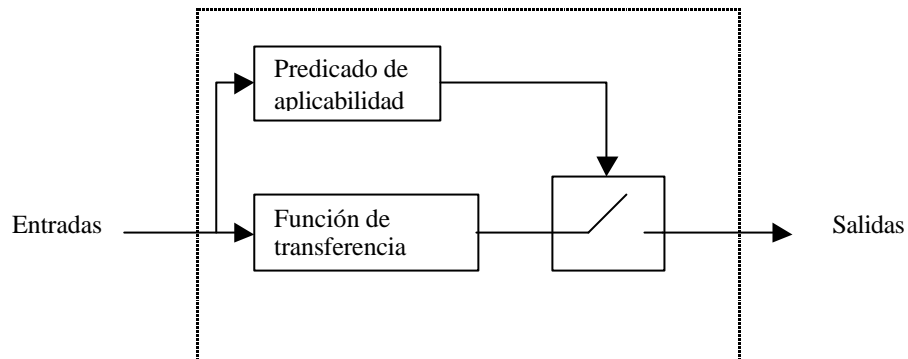 Predicado de
aplicabilidad
Entradas
Función de
transferencia
Salidas